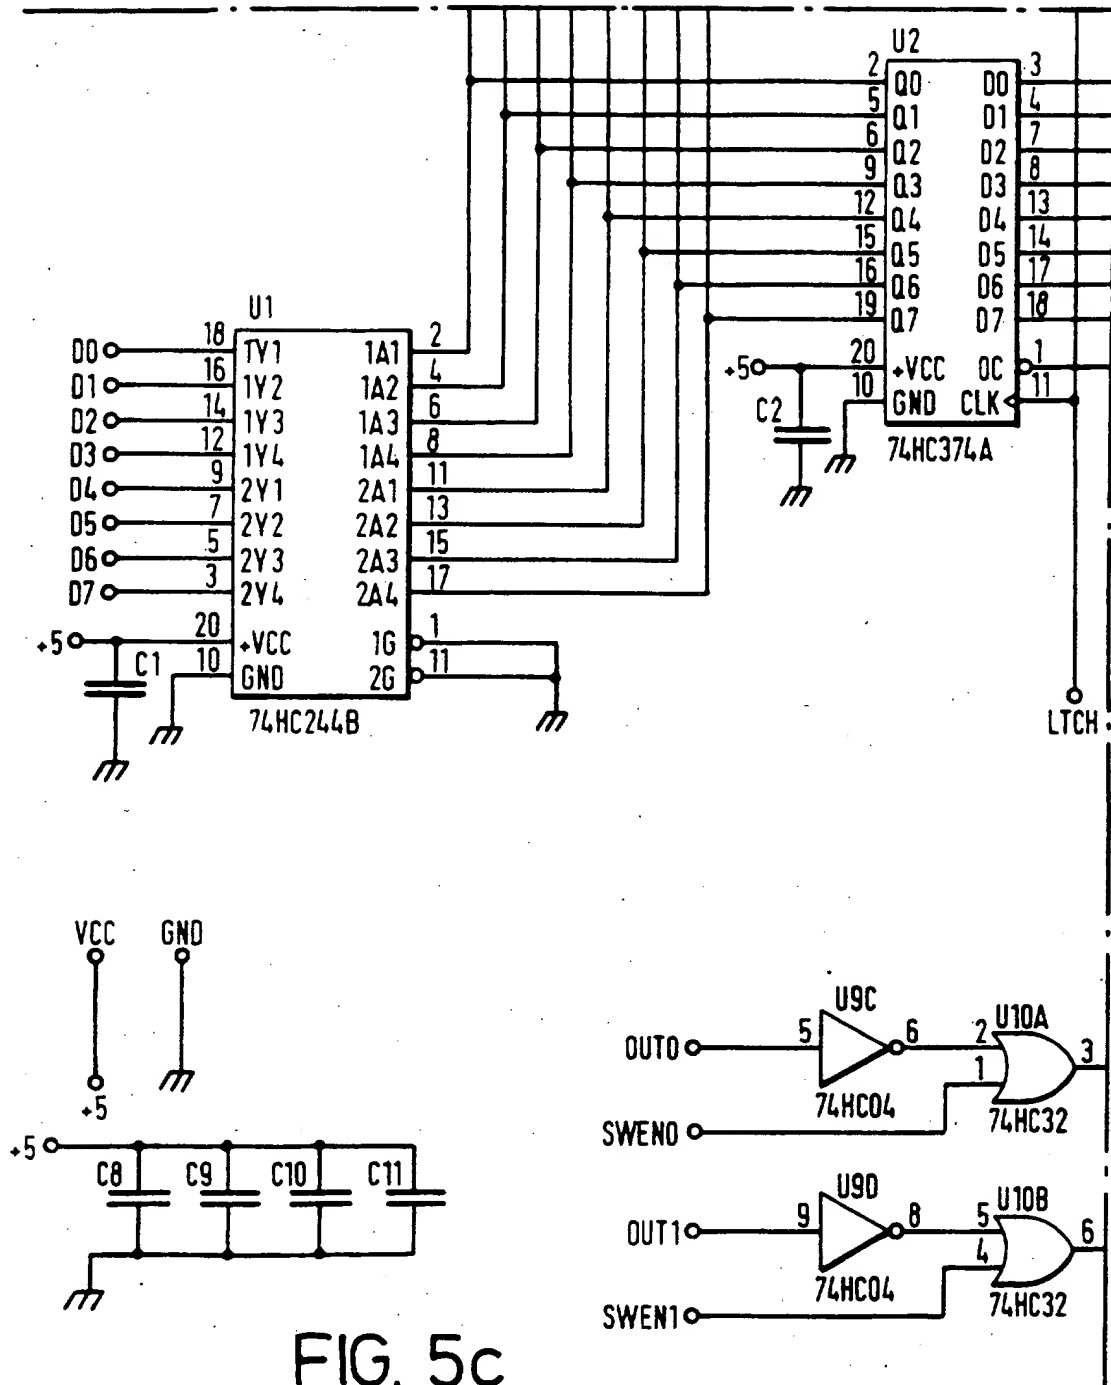 U2
2 Q0 D0 3
5 Q1 D1 4
6 Q2 D2 7
9 Q3 D3 8
12 Q4 D4 13
15 Q5 D5 14
16 Q6 D6 17
19 Q7 D7 18
+5 20 +VCC OC 1
10 GND CLK 11
C2
74HC374A
U1
D0 18 1Y1 1A1 2
D1 16 1Y2 1A2 4
D2 14 1Y3 1A3 6
D3 12 1Y4 1A4 8
D4 9 2Y1 2A1 11
D5 7 2Y2 2A2 13
D6 5 2Y3 2A3 15
D7 3 2Y4 2A4 17
+5 20 +VCC 1G 1
C1 10 GND 2G 11
74HC244B
LTCH
VCC GND
+5
+5
C8 C9 C10 C11
U9C U10A
OUT0 5 6 2 3
1
74HC04 74HC32
SWEN0
U9D U10B
OUT1 9 8 5 6
4
74HC04 74HC32
SWEN1
FIG. 5c